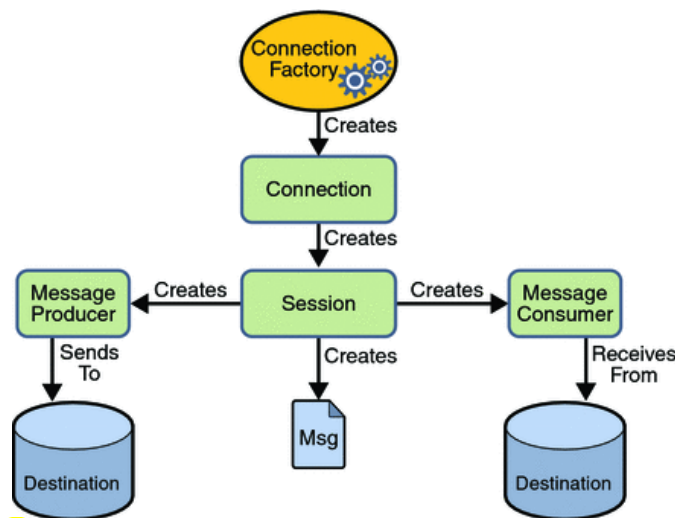 Connection
Factory
Creates
Connection
Creates
Message
Producer
Creates
Session
Creates
Message
Consumer
Sends
To
Creates
Receives
From
Msg
Destination
Destination